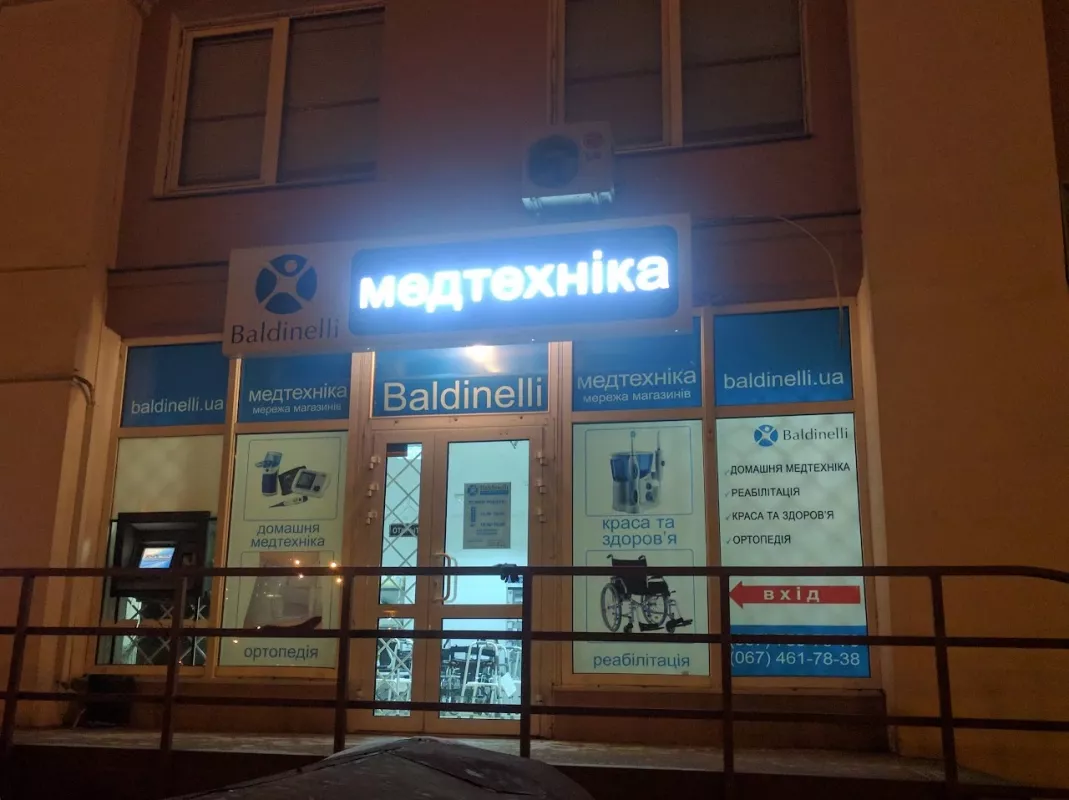 Baldinelli
медтехніка
baldinelli.ua
медтехніка
мережа магазинів
Baldinelli
медтехніка
мережа магазинів
baldinelli.ua
домашня
медтехніка
ортопедія
краса та
здоров'я
реабілітація
Baldinelli
ДОМАШНЯ МЕДТЕХНІКА
РЕАБІЛІТАЦІЯ
КРАСА ТА ЗДОРОВ'Я
ОРТОПЕДІЯ
ВХІД
(067) 461-78-38